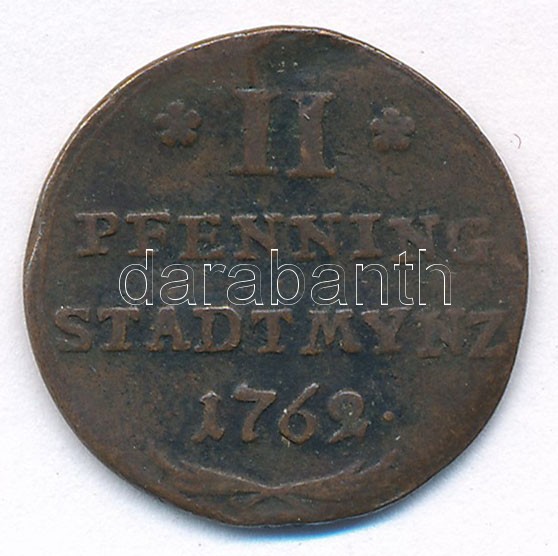 II
PFENNING
darabanth
STADTMYNZ
1762.